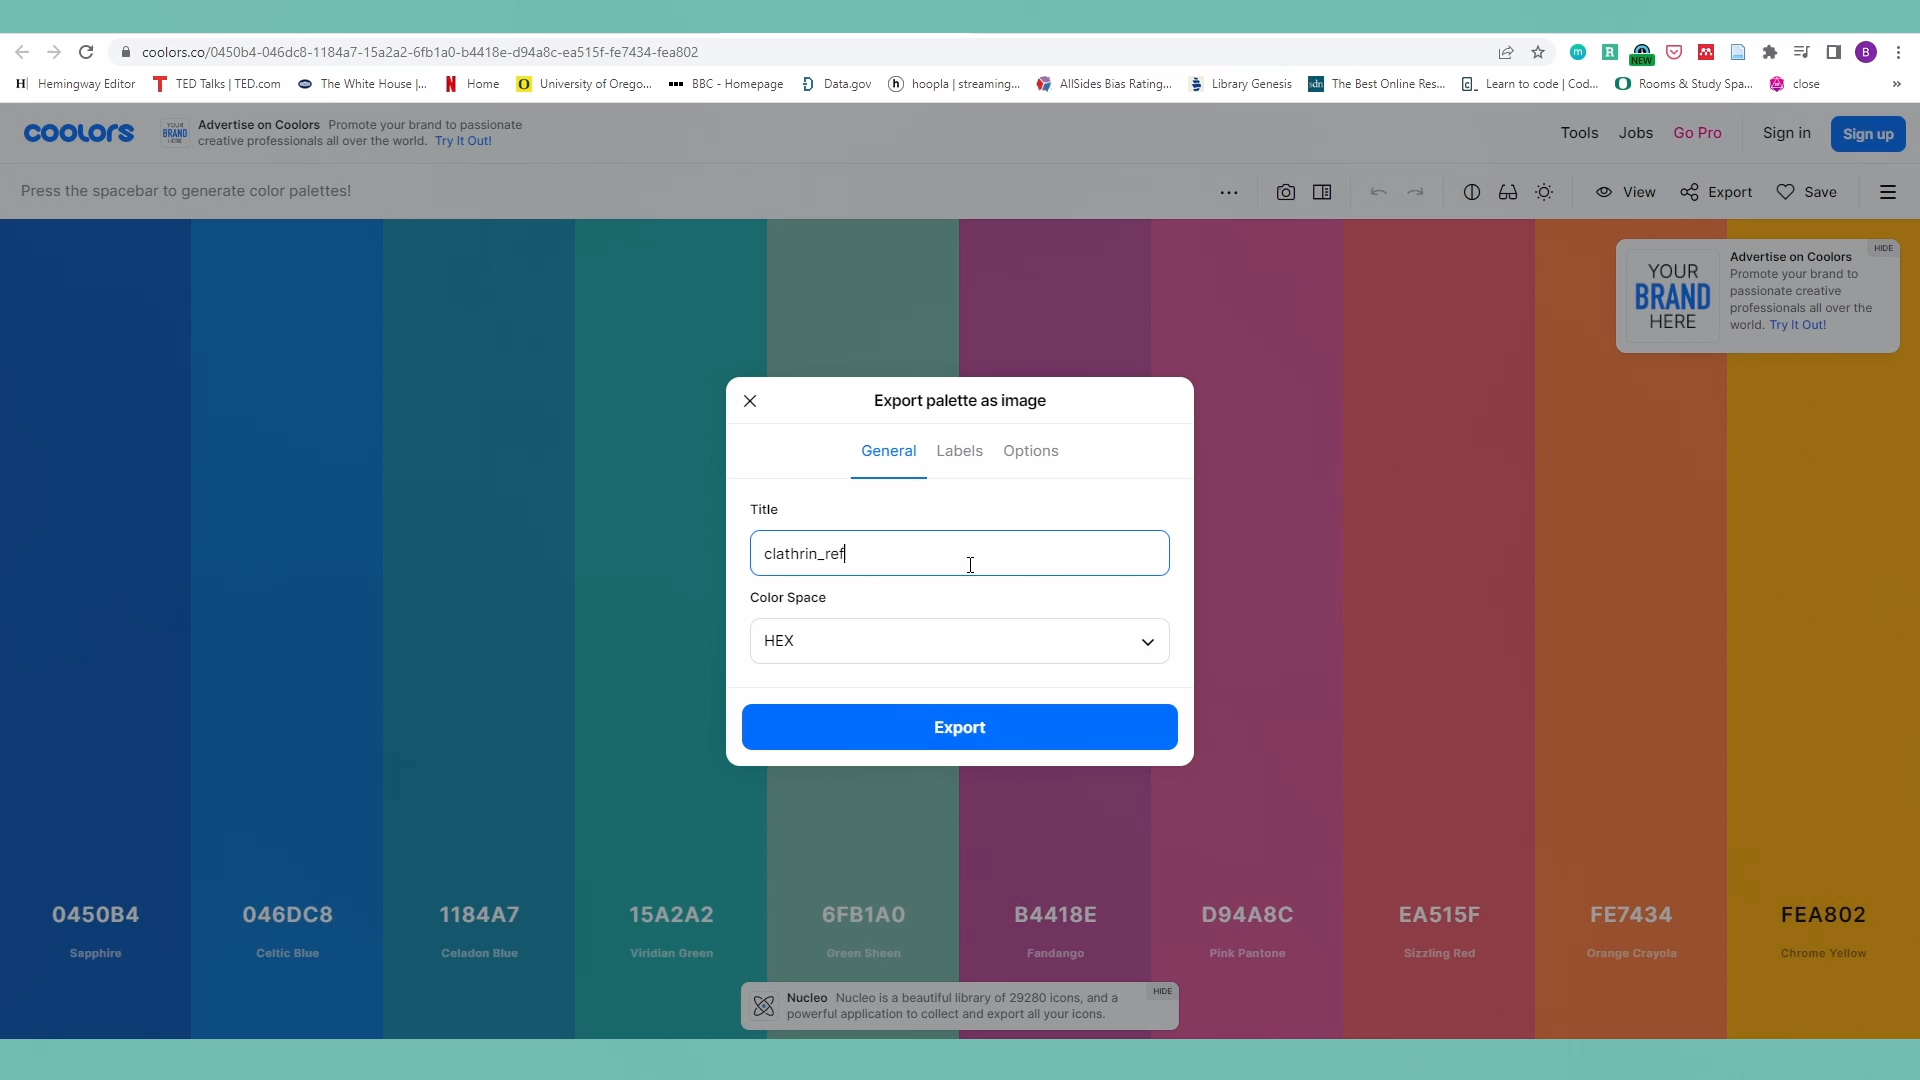 coolors.co/0450b4-046dc8-1184a7-15a2a2-6fb1a0-b4418e-d94a8c-ea515f-fe7434-fea802
m
R
NEW
B
H
Hemingway Editor
TED Talks | TED.com
The White House |...
Home
University of Orego...
BBC - Homepage
Data.gov
hoopla | streaming...
AllSides Bias Rating...
Library Genesis
sdn
The Best Online Res...
Learn to code | Cod...
Rooms & Study Spa...
close
»
coolors
YOUR
BRAND
HERE
Advertise on Coolors Promote your brand to passionate
creative professionals all over the world. Try It Out!
Tools
Jobs
Go Pro
Sign in
Sign up
Press the spacebar to generate color palettes!
View
Export
Save
YOUR
BRAND
HERE
HIDE
Advertise on Coolors
Promote your brand to
passionate creative
professionals all over the
world. Try It Out!
Export palette as image
General
Labels
Options
Title
clathrin_ref
Color Space
HEX
Export
0450B4
046DC8
1184A7
15A2A2
6FB1A0
B4418E
D94A8C
EA515F
FE7434
FEA802
Sapphire
Celtic Blue
Celadon Blue
Viridian Green
Green Sheen
Fandango
Pink Pantone
Sizzling Red
Orange Crayola
Chrome Yellow
Nucleo Nucleo is a beautiful library of 29280 icons, and a
powerful application to collect and export all your icons.
HIDE